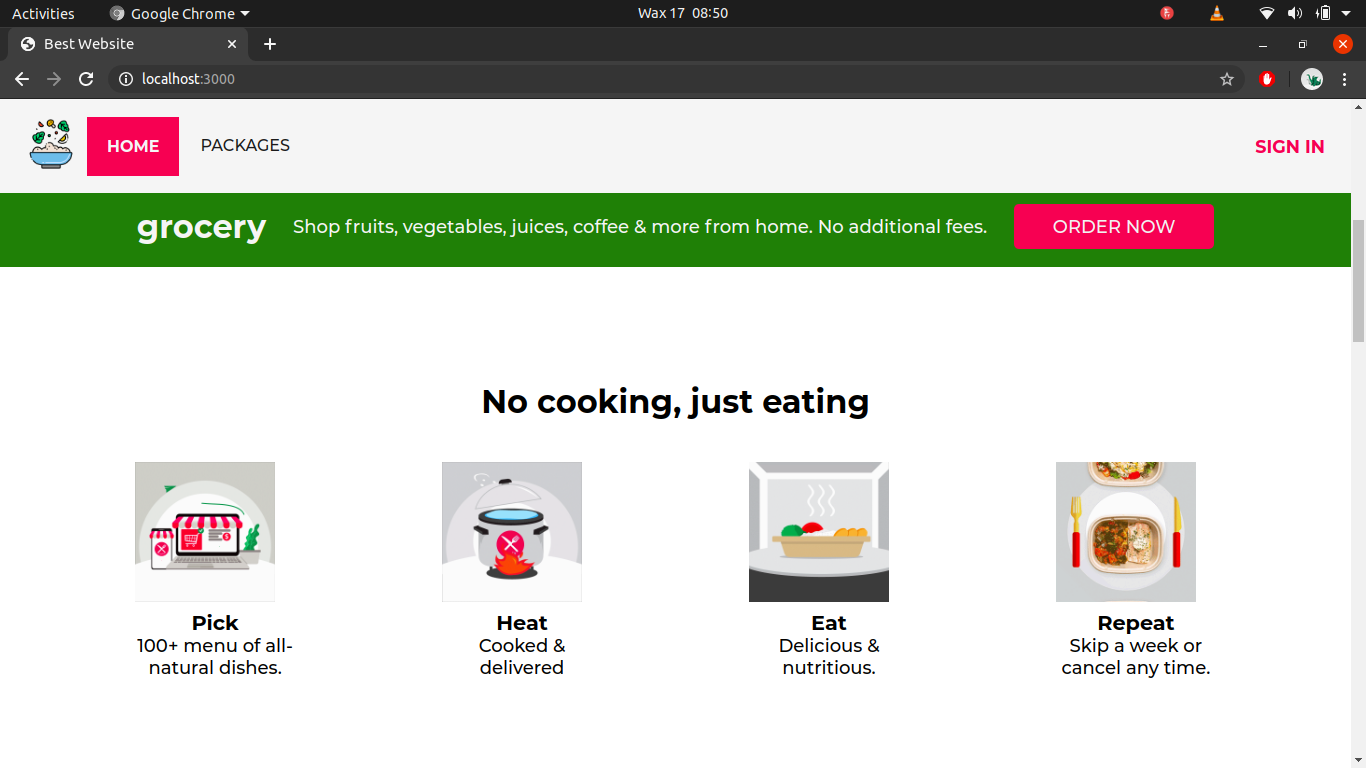 Activities
Google Chrome
Wax 17 08:50
Best Website
localhost:3000
HOME
PACKAGES
SIGN IN
grocery
Shop fruits, vegetables, juices, coffee & more from home. No additional fees.
ORDER NOW
No cooking, just eating
Pick
100+ menu of all-
natural dishes.
Heat
Cooked &
delivered
Eat
Delicious &
nutritious.
Repeat
Skip a week or
cancel any time.